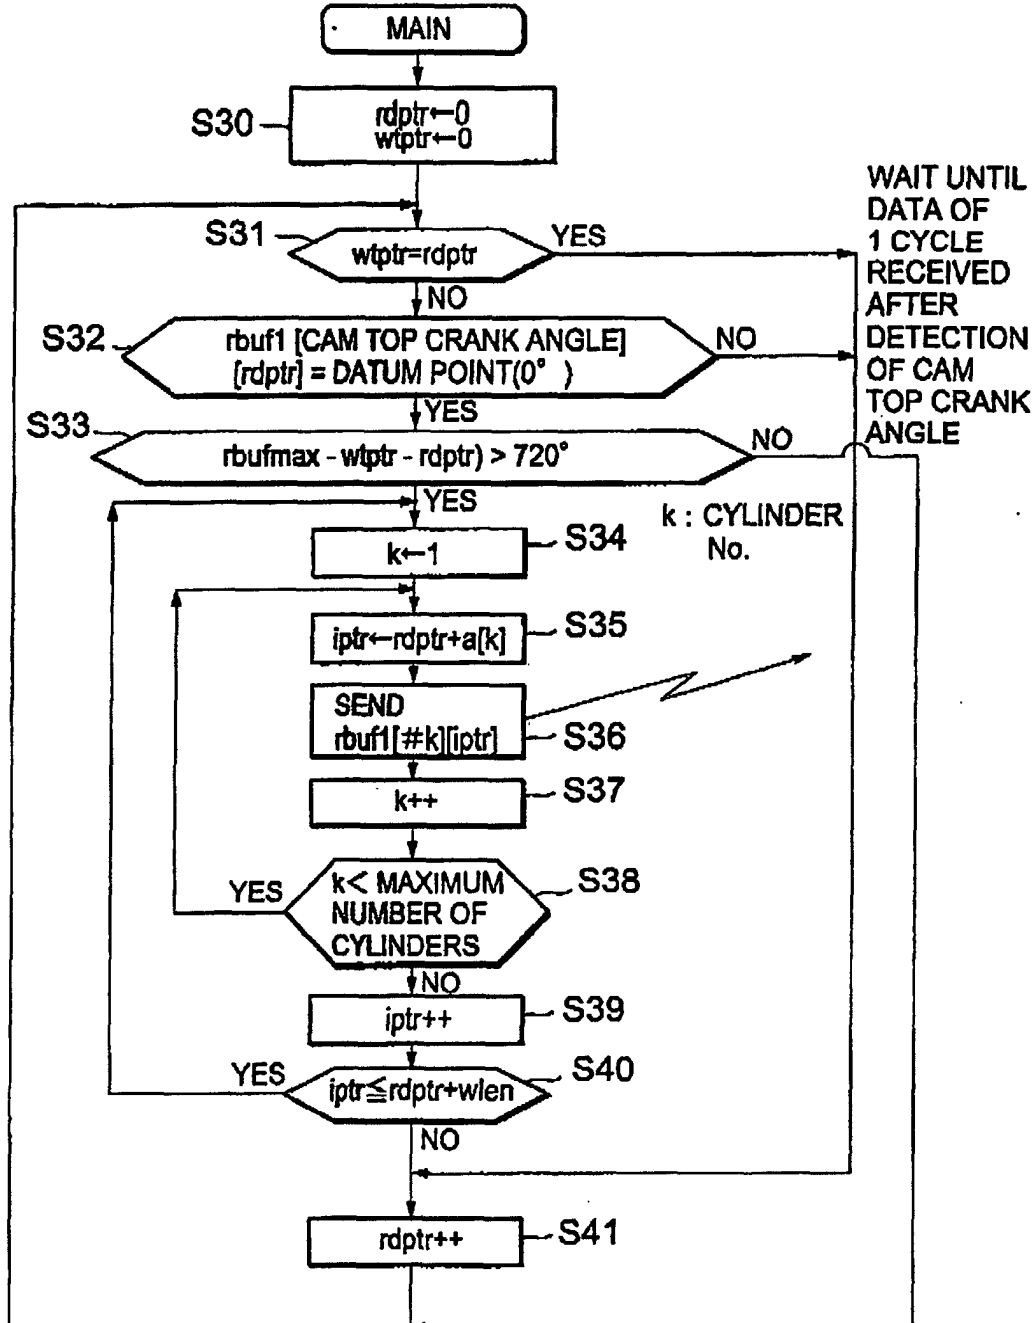 MAIN
S30
rdptr←0
wtptr←0
WAIT UNTIL
DATA OF
1 CYCLE
RECEIVED
AFTER
DETECTION
OF CAM
TOP CRANK
ANGLE
S31
wtptr=rdptr
YES
NO
S32
rbuf1 [CAM TOP CRANK ANGLE]
[rdptr] = DATUM POINT(0° )
NO
YES
S33
rbufmax - wtptr - rdptr) > 720°
NO
YES
k : CYLINDER
No.
k←1
S34
iptr←rdptr+a[k]
S35
SEND
rbuf1[#k][iptr]
S36
k++
S37
k< MAXIMUM
NUMBER OF
CYLINDERS
S38
YES
NO
iptr++
S39
iptr≦rdptr+wlen
S40
YES
NO
rdptr++
S41